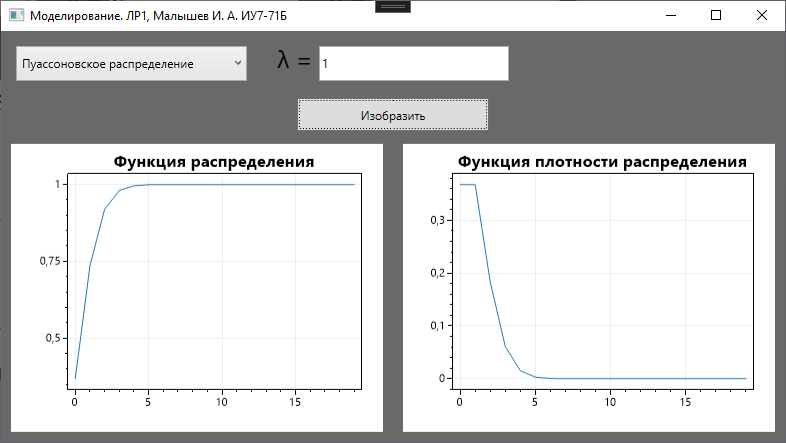 Моделирование. ЛР1, Малышев И. А. ИУ7-71Б
Пуассоновское распределение
λ = 1
Изобразить
Функция распределения
1
0,75
0,5
0 5 10 15
Функция плотности распределения
0,3
0,2
0,1
0
0 5 10 15